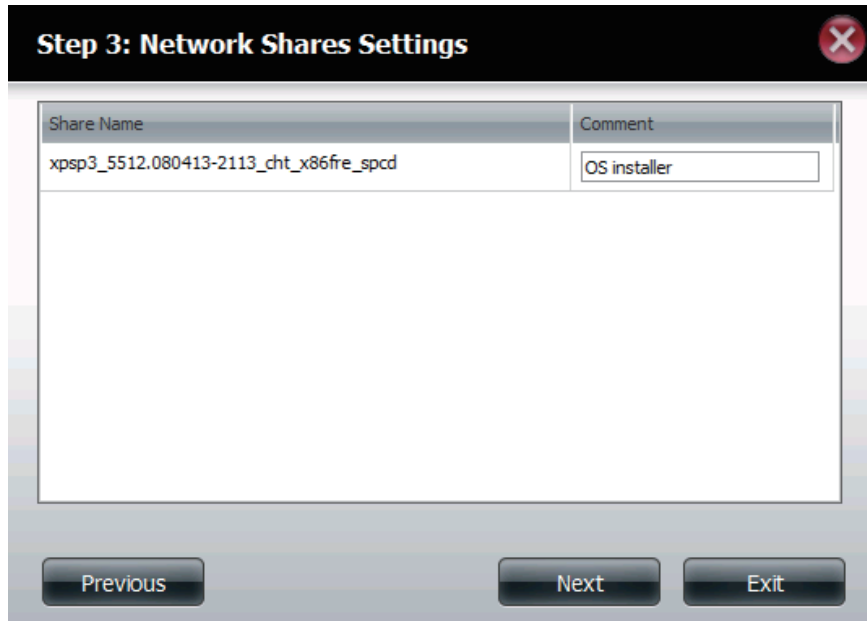 Step 3: Network Shares Settings
Share Name Comment
xpsp3_5512.080413-2113_cht_x86fre_spcd OS installer
Previous Next Exit